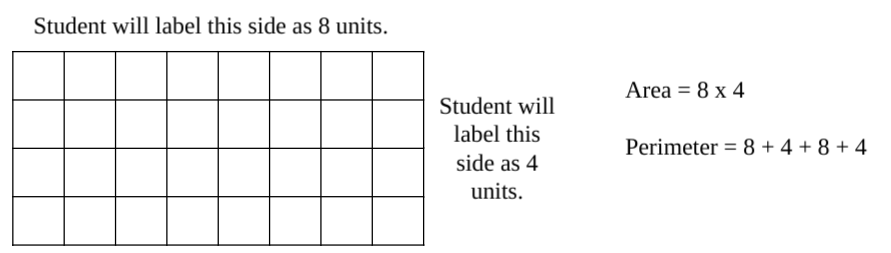 Student will label this side as 8 units.
Student will
label this
side as 4
units.
Area = 8 x 4
Perimeter = 8 + 4 + 8 + 4